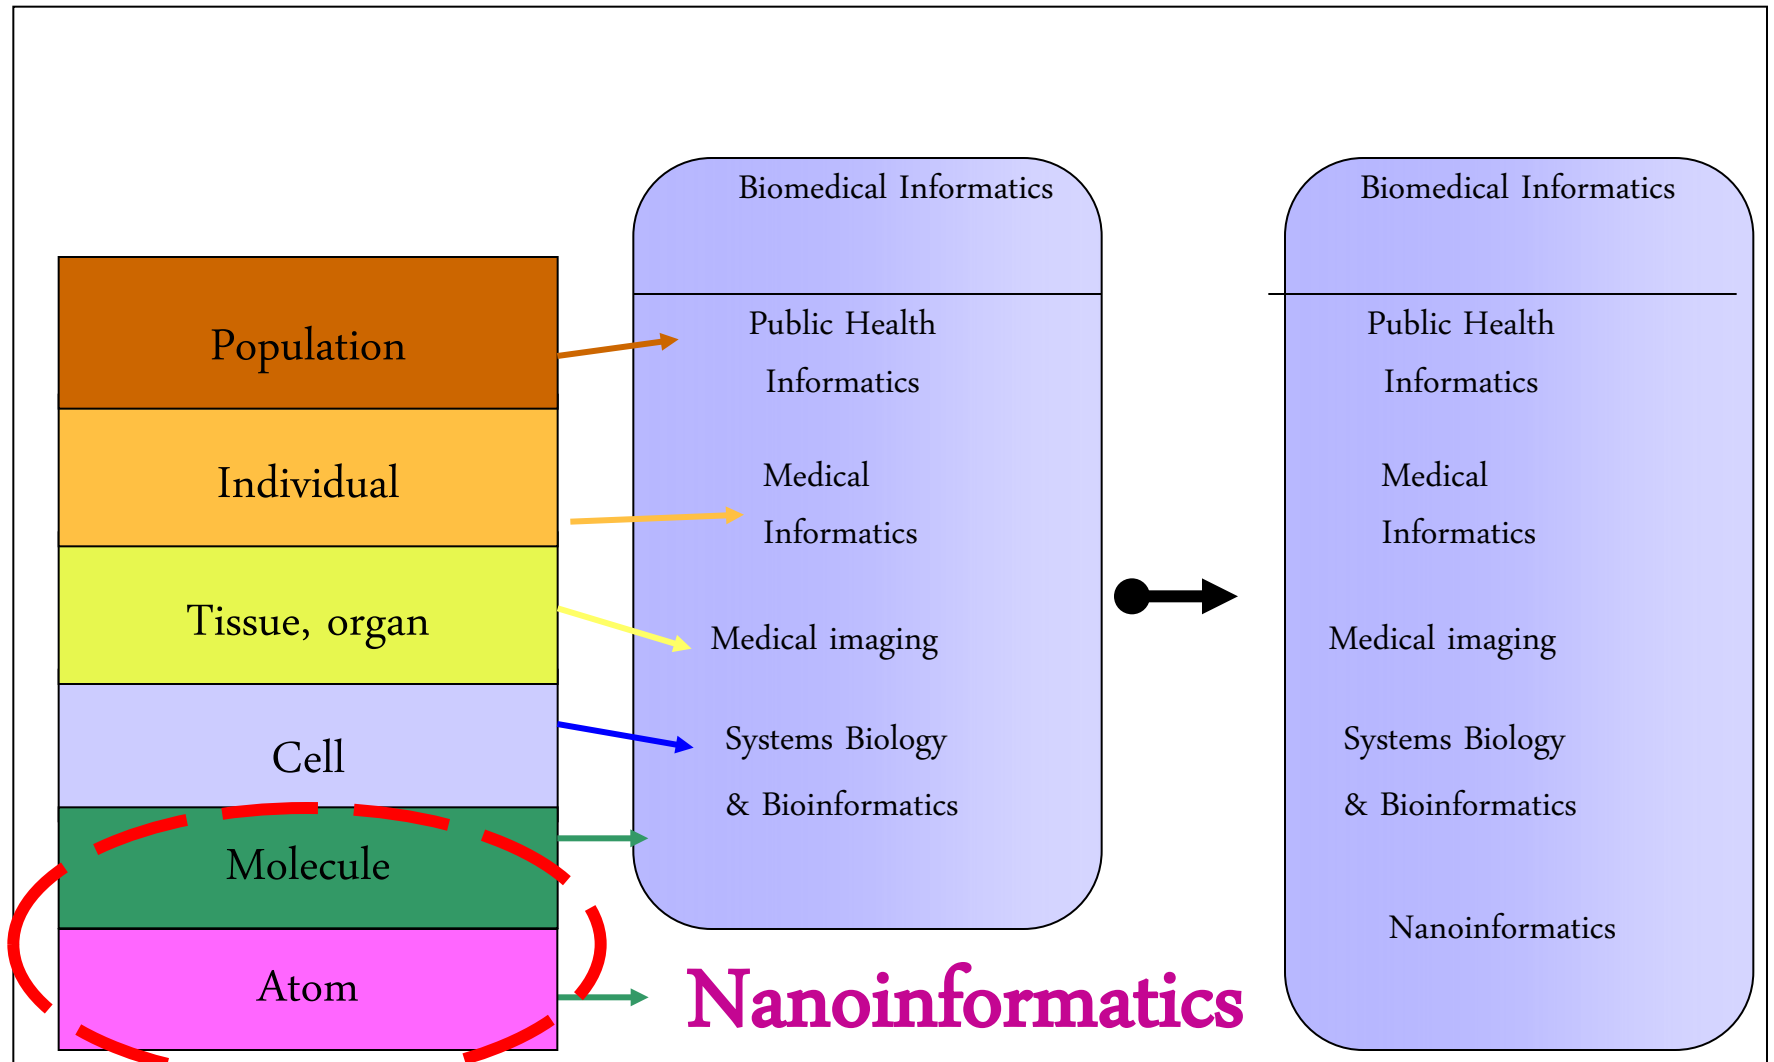 Population
Individual
Tissue, organ
Cell
Molecule
Atom
Biomedical Informatics
Public Health
Informatics
Medical
Informatics
Medical imaging
Systems Biology
& Bioinformatics
Nanoinformatics
Biomedical Informatics
Public Health
Informatics
Medical
Informatics
Medical imaging
Systems Biology
& Bioinformatics
Nanoinformatics